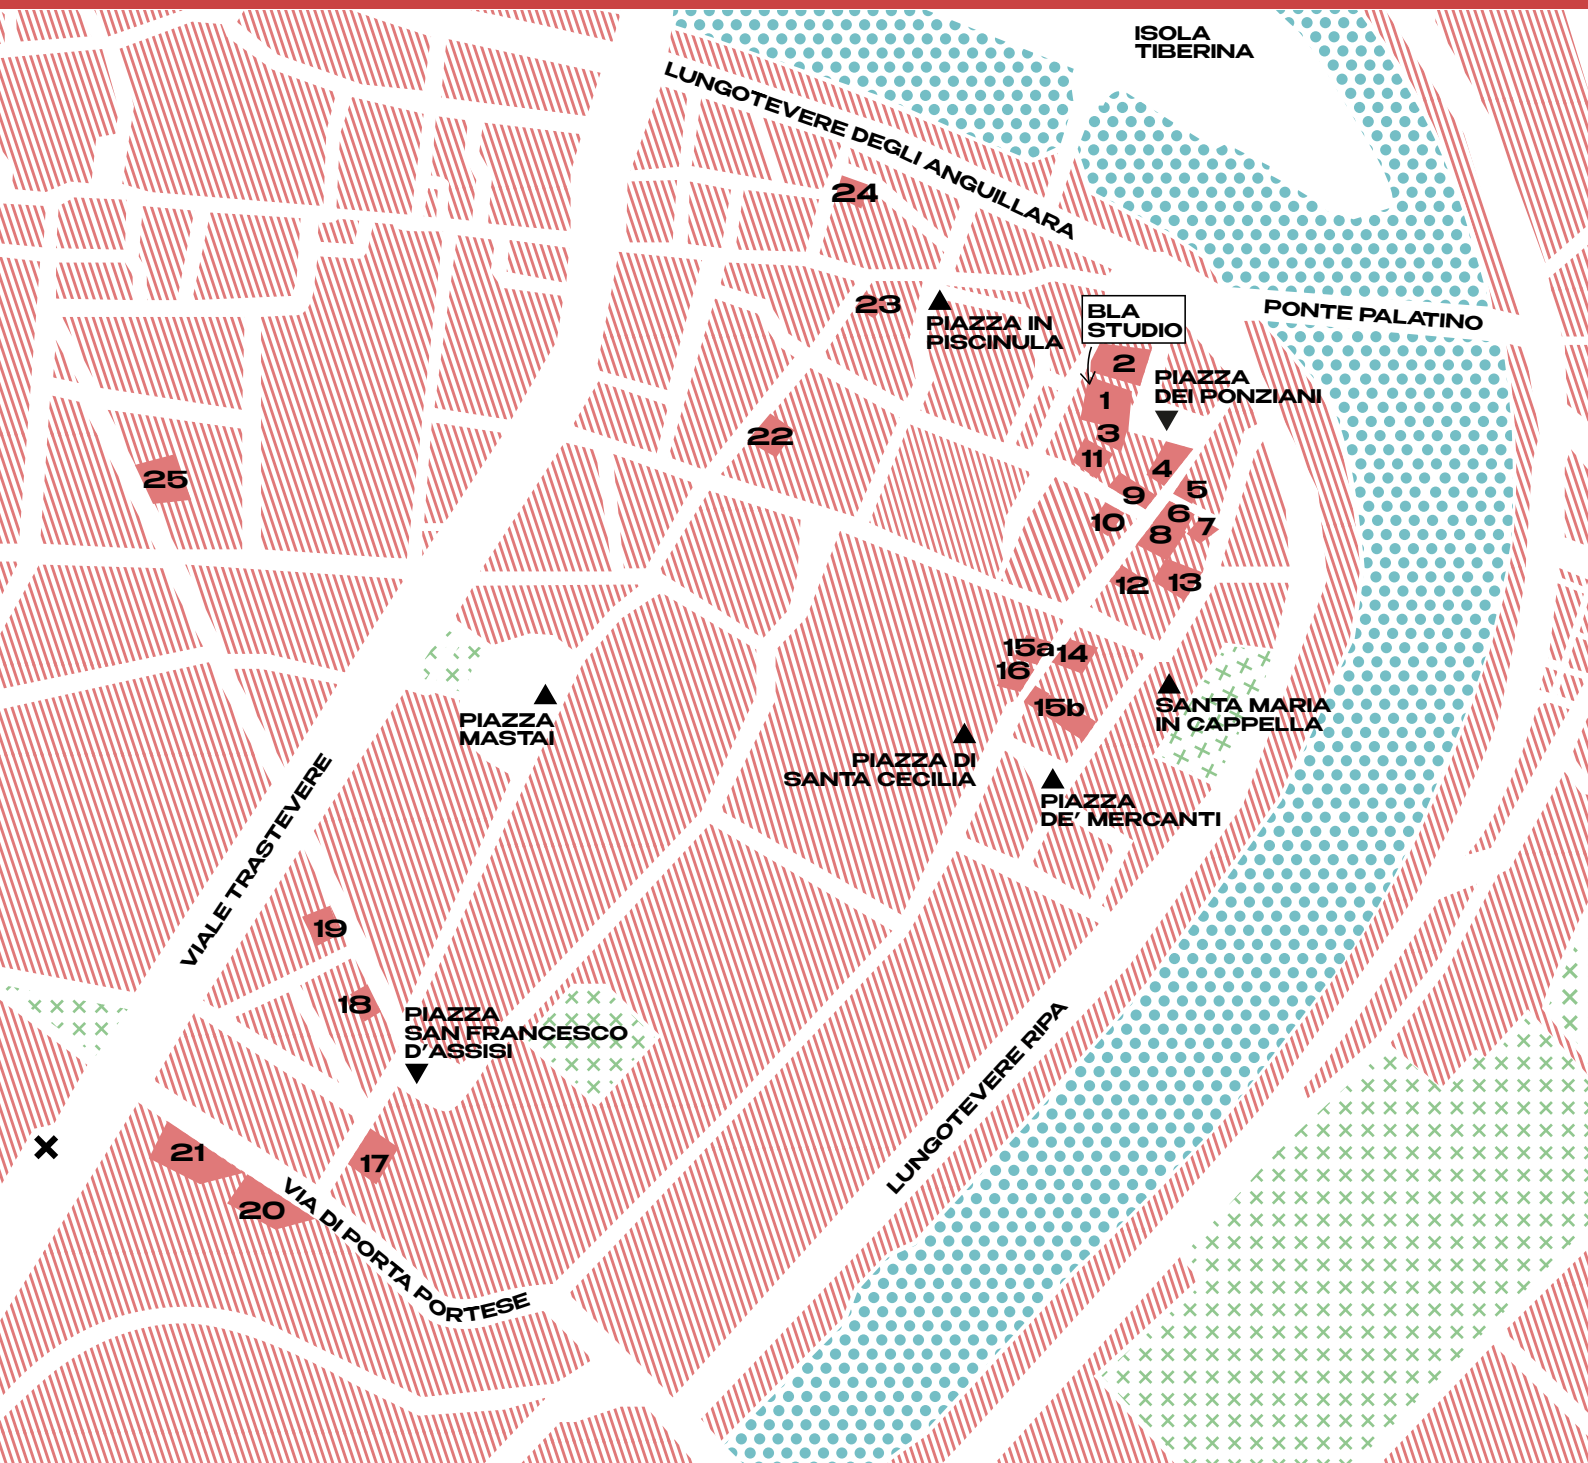 ISOLA
TIBERINA
LUNGOTEVERE DEGLI ANGUILLARA
24
23
PIAZZA IN
PISCINULA
BLA
STUDIO
PONTE PALATINO
2
PIAZZA
DEI PONZIANI
1
3
22
11
4
25
9
5
10
6
7
8
12
13
15a
14
16
15b
PIAZZA
MASTAI
SANTA MARIA
IN CAPPELLA
PIAZZA DI
SANTA CECILIA
PIAZZA
DE’ MERCANTI
VIALE TRASTEVERE
19
18
PIAZZA
SAN FRANCESCO
D’ASSISI
LUNGOTEVERE RIPA
21
17
20
VIA DI PORTA PORTESE